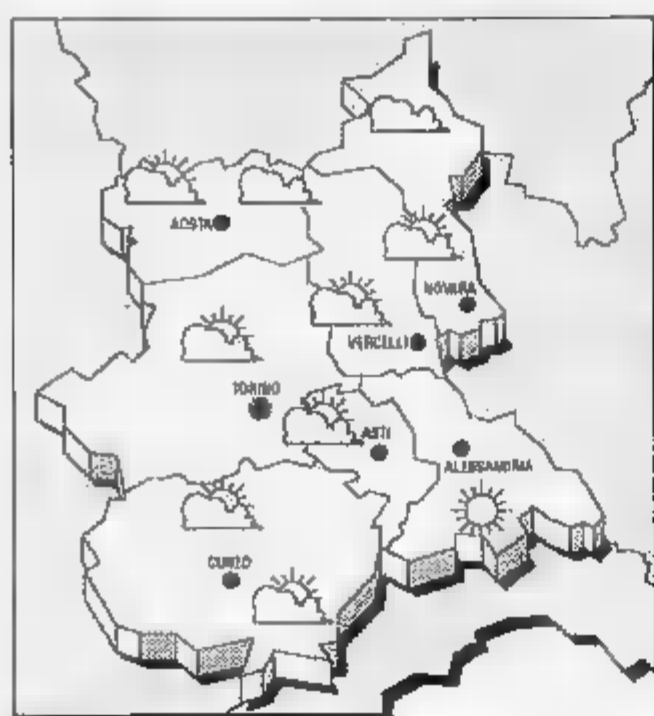 AOSTA
NOVARA
VERCELLI
TORINO
ASTI
ALESSANDRIA
CUNEO